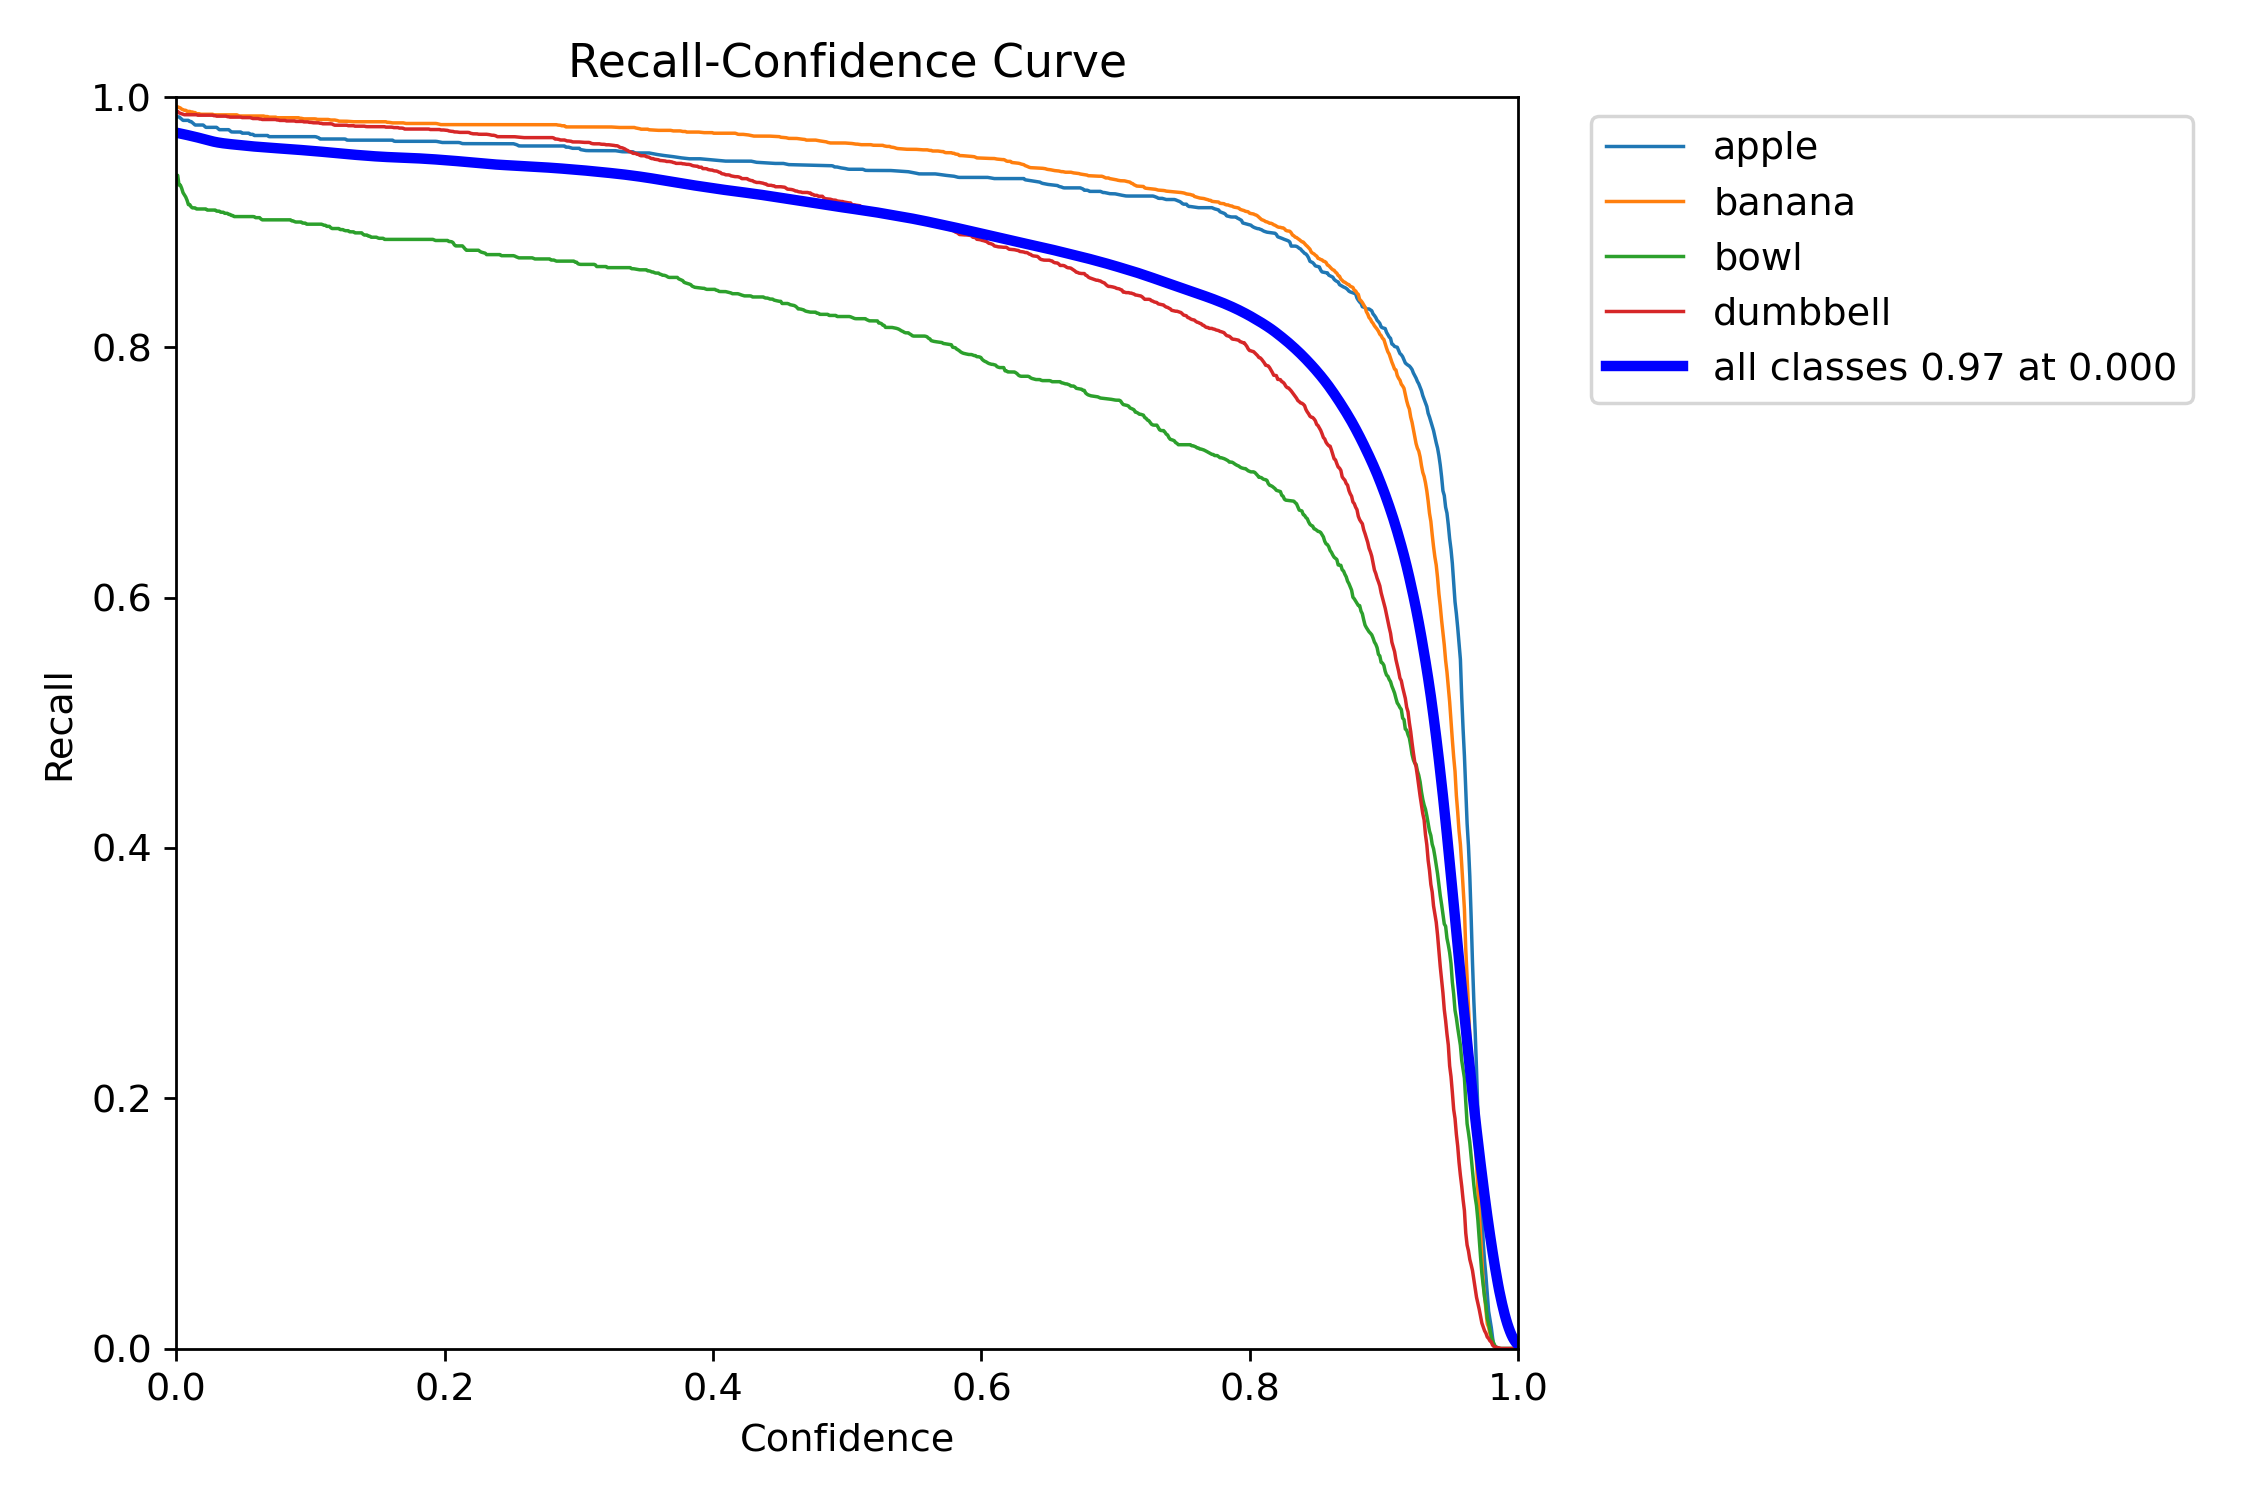 Recall-Confidence Curve
1.0
0.8
0.6
0.4
0.2
0.0
Recall
0.0 0.2 0.4 0.6 0.8 1.0
Confidence
apple
banana
bowl
dumbbell
all classes 0.97 at 0.000